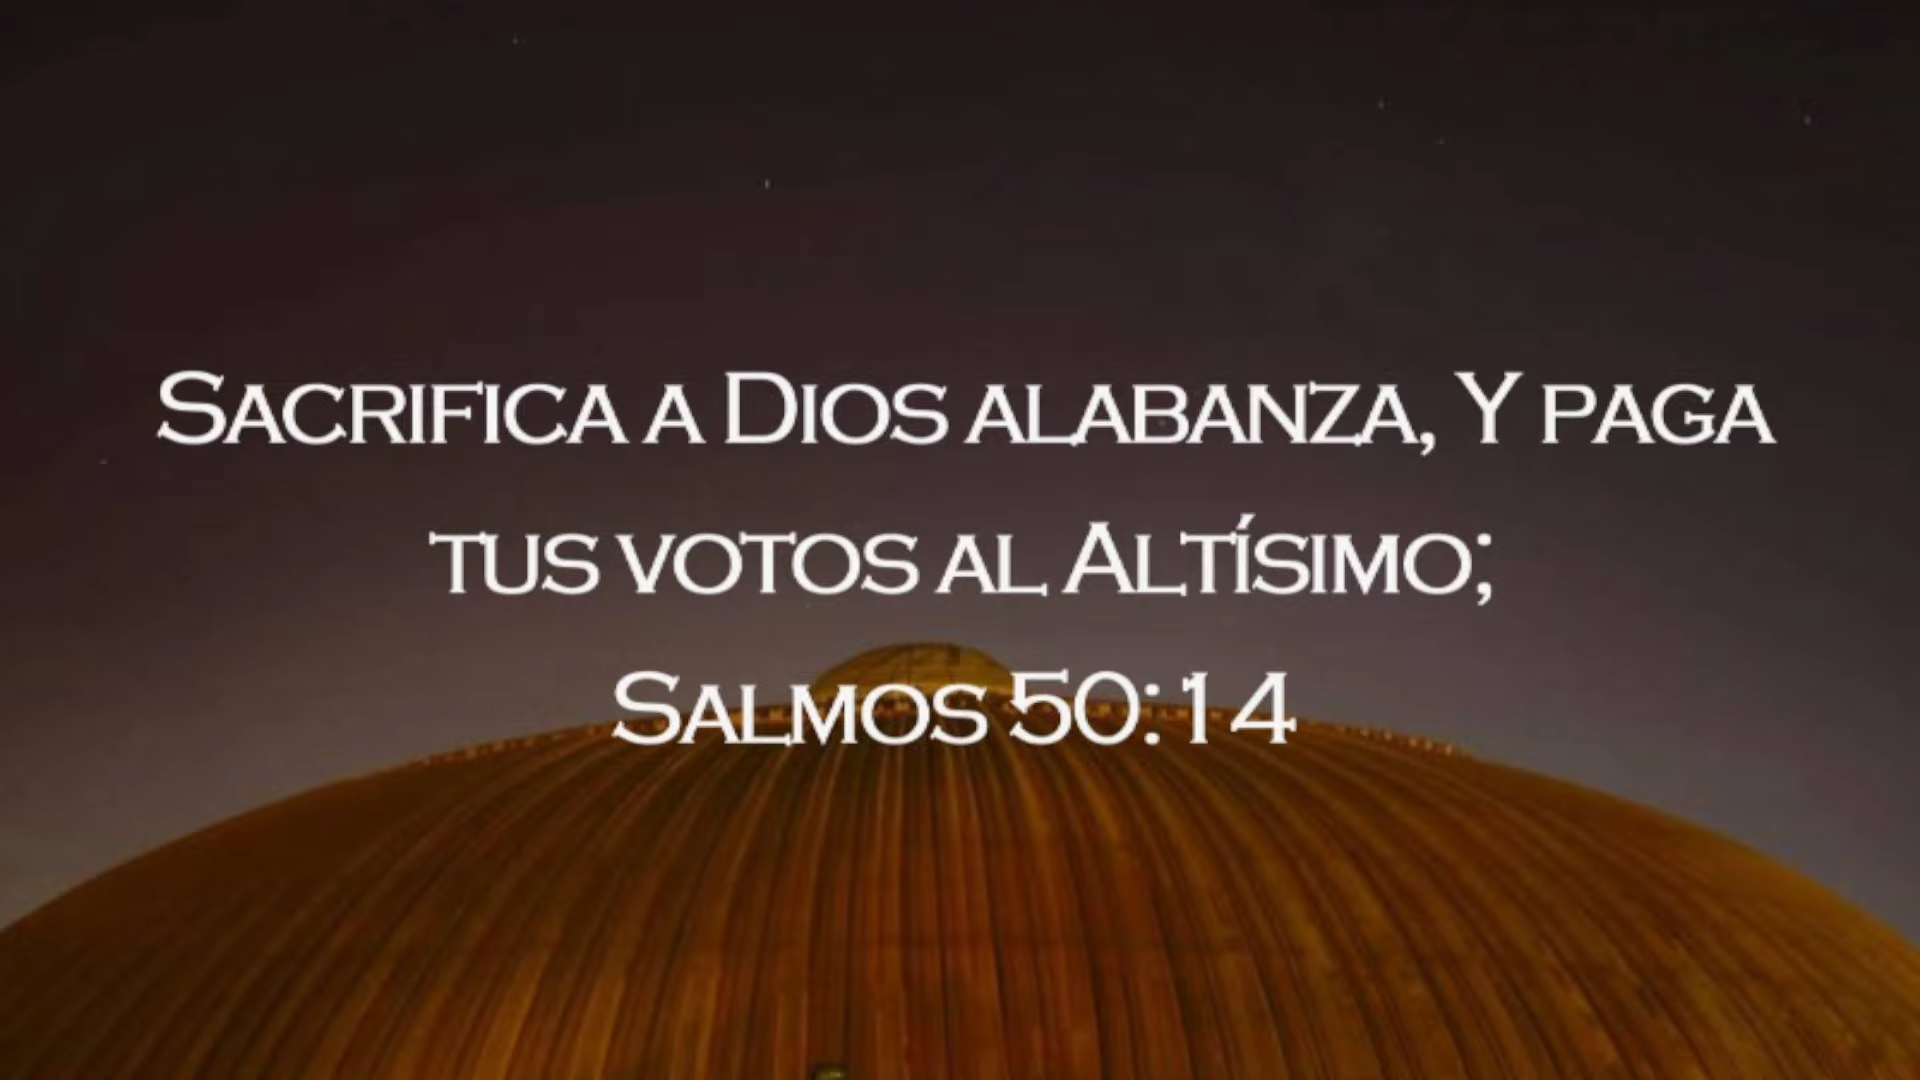 Sacrifica a Dios alabanza, Y paga
tus votos al Altísimo;
Salmos 50:14